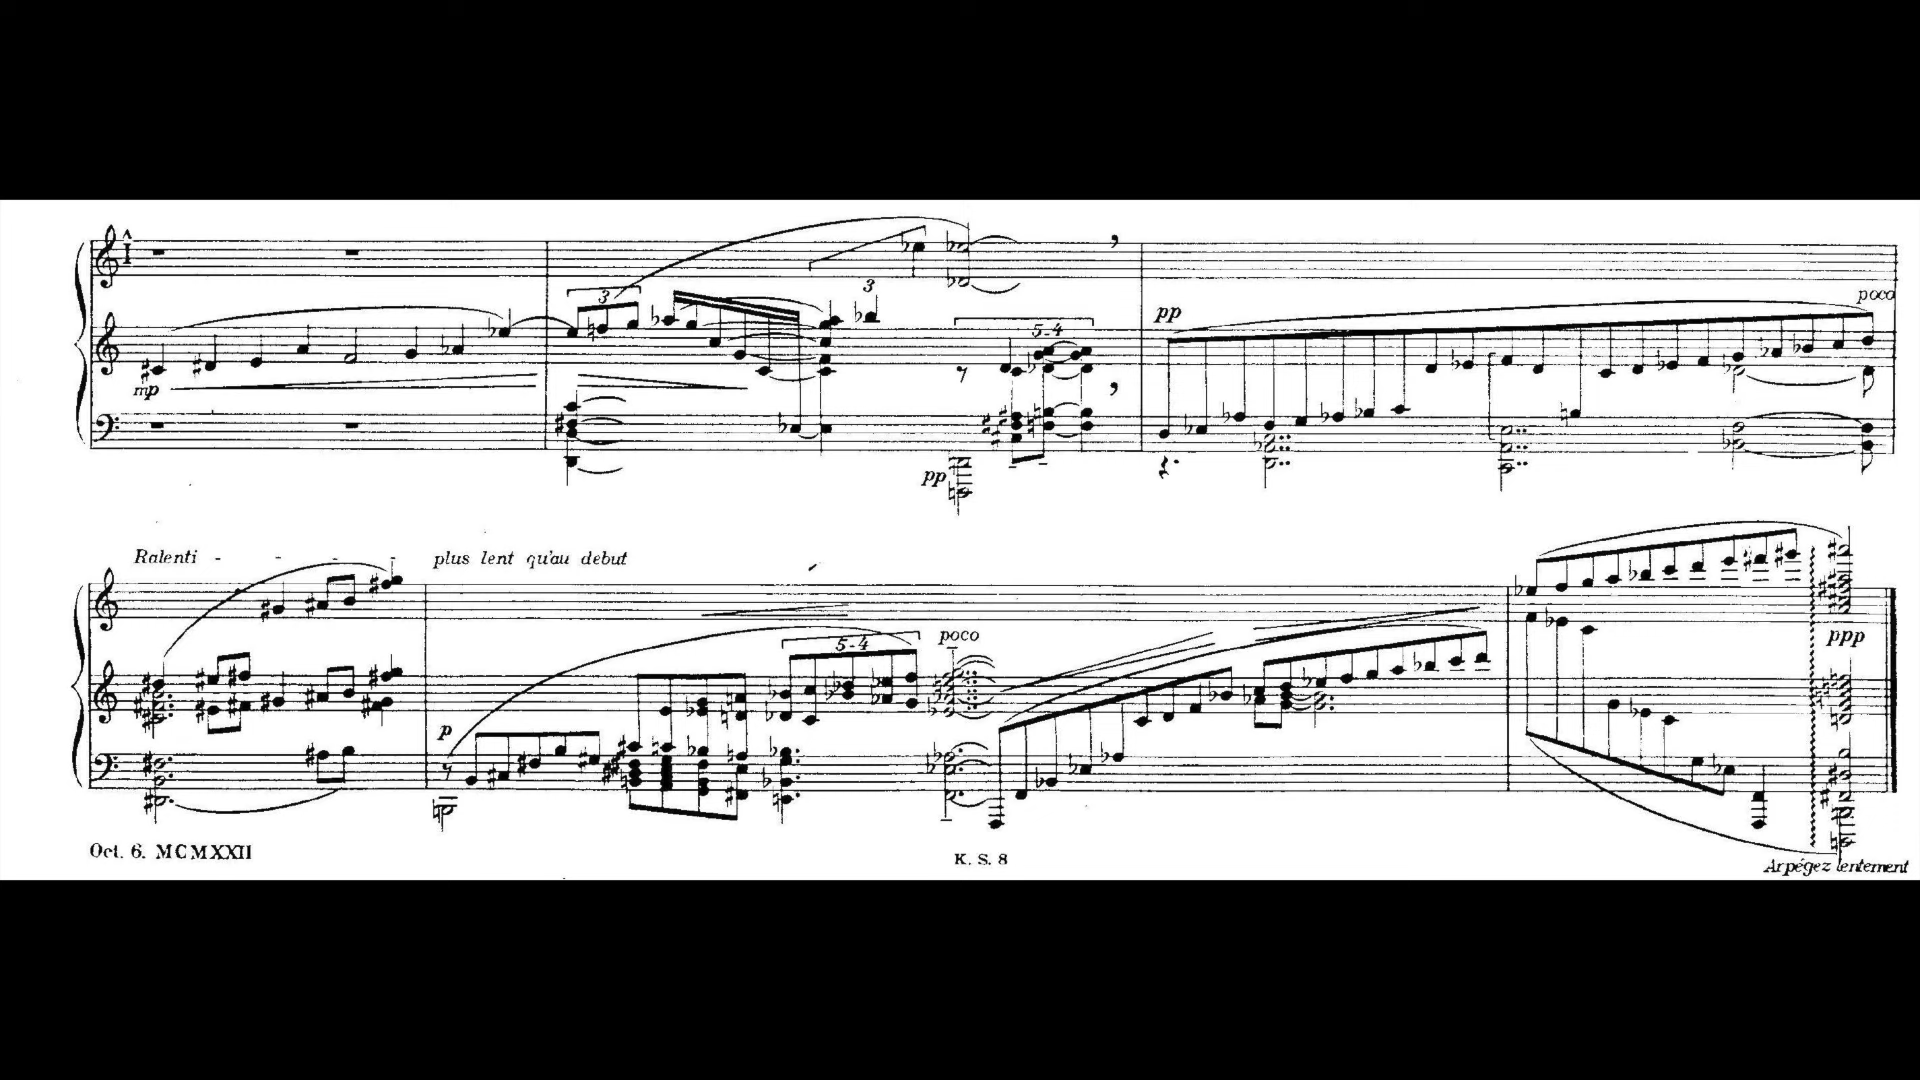 3
3
mp
5-4
pp
pp
poco
Ralenti - - - - plus lent qu'au debut
5-4
poco
p
ppp
Oct. 6. MCMXXII
K. S. 8
Arpégez lentement